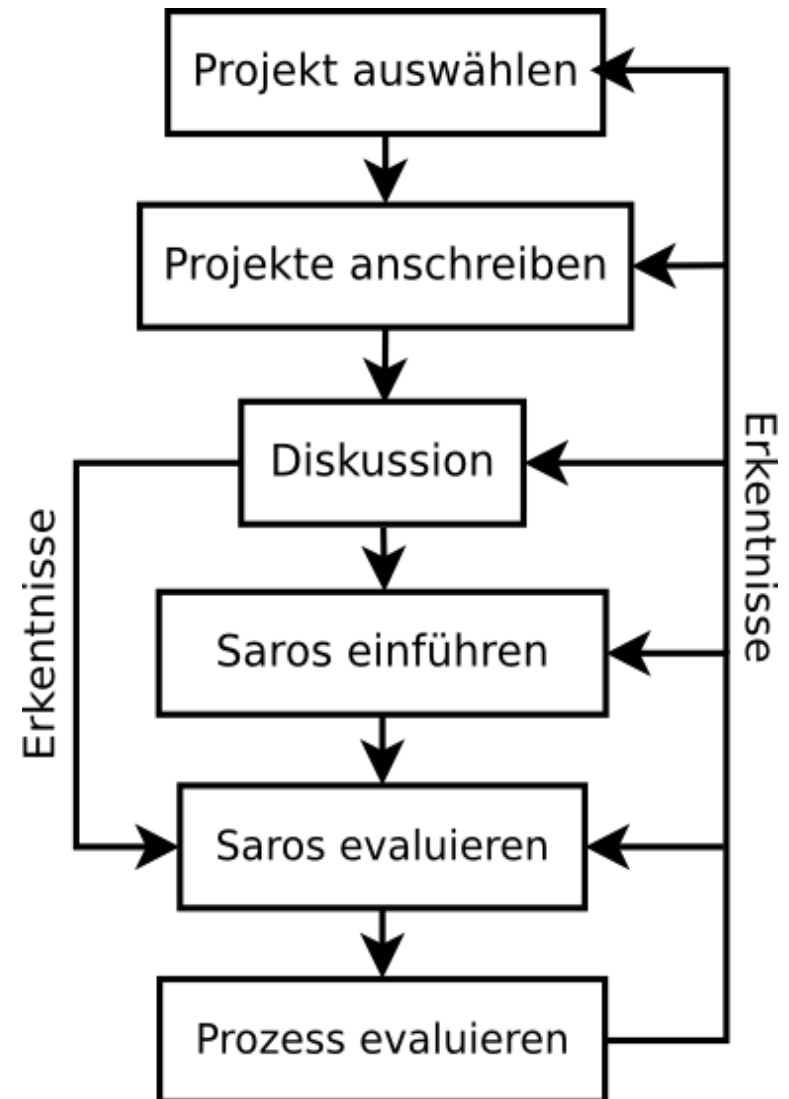 Projekt auswählen
Projekte anschreiben
Diskussion
Erkentnisse
Erkentnisse
Saros einführen
Saros evaluieren
Prozess evaluieren